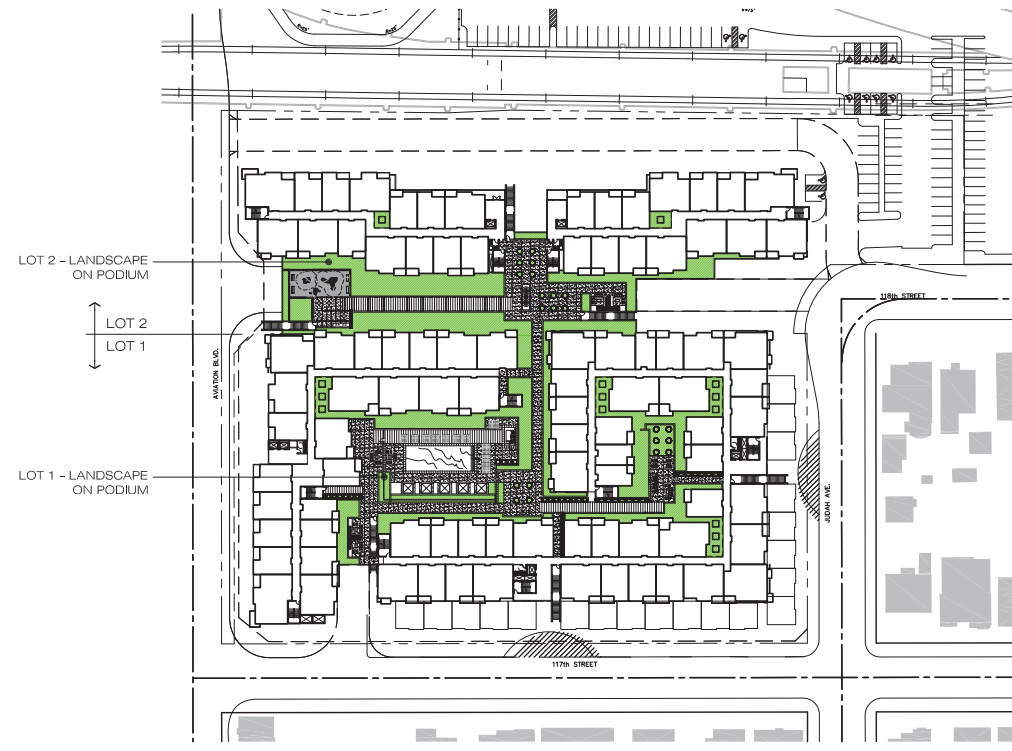 LOT 2 - LANDSCAPE
ON PODIUM
LOT 2
LOT 1
LOT 1 - LANDSCAPE
ON PODIUM
AVIATION BLVD.
118th STREET
JUDAH AVE.
117th STREET